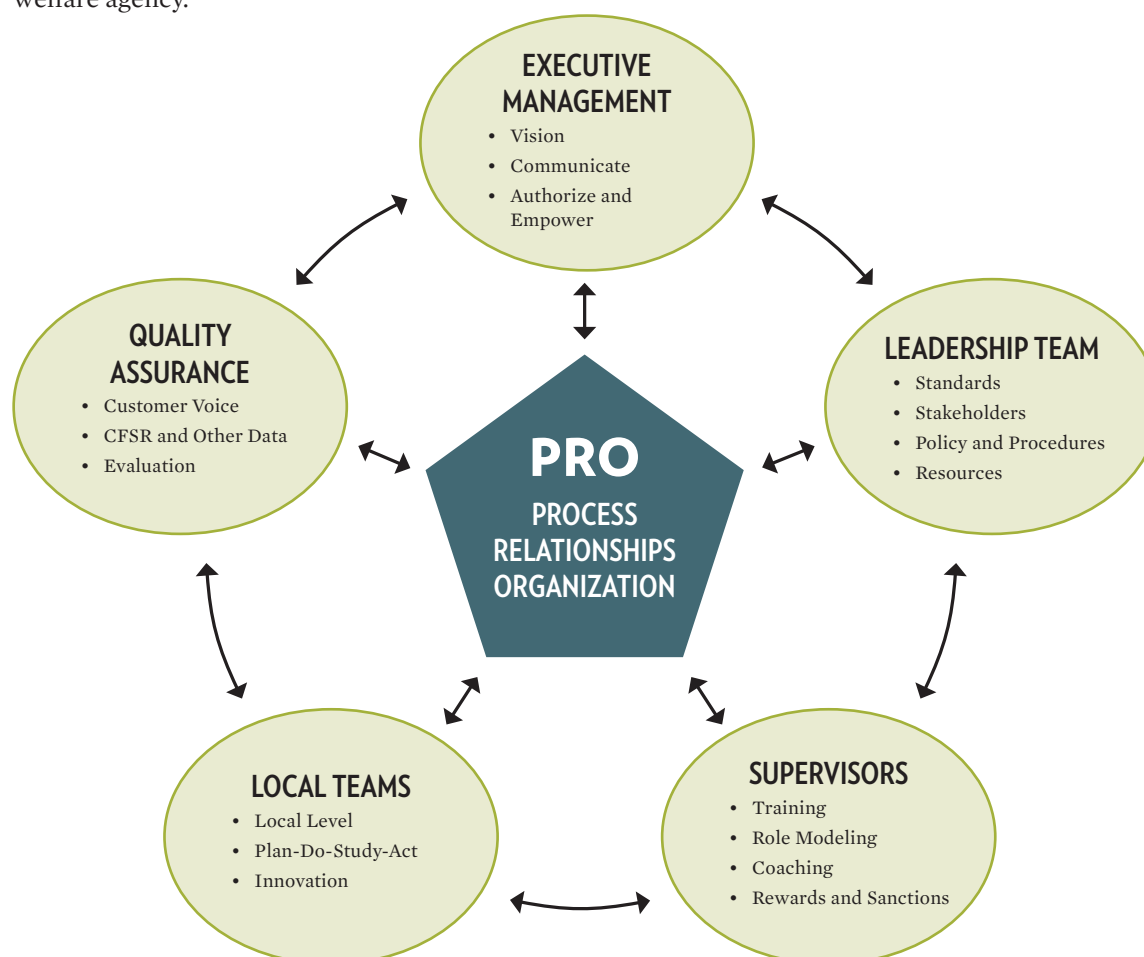 welfare agency.
EXECUTIVE
MANAGEMENT
• Vision
• Communicate
• Authorize and
Empower
QUALITY
ASSURANCE
• Customer Voice
• CFSR and Other Data
• Evaluation
LEADERSHIP TEAM
• Standards
• Stakeholders
• Policy and Procedures
• Resources
PRO
PROCESS
RELATIONSHIPS
ORGANIZATION
LOCAL TEAMS
• Local Level
• Plan-Do-Study-Act
• Innovation
SUPERVISORS
• Training
• Role Modeling
• Coaching
• Rewards and Sanctions